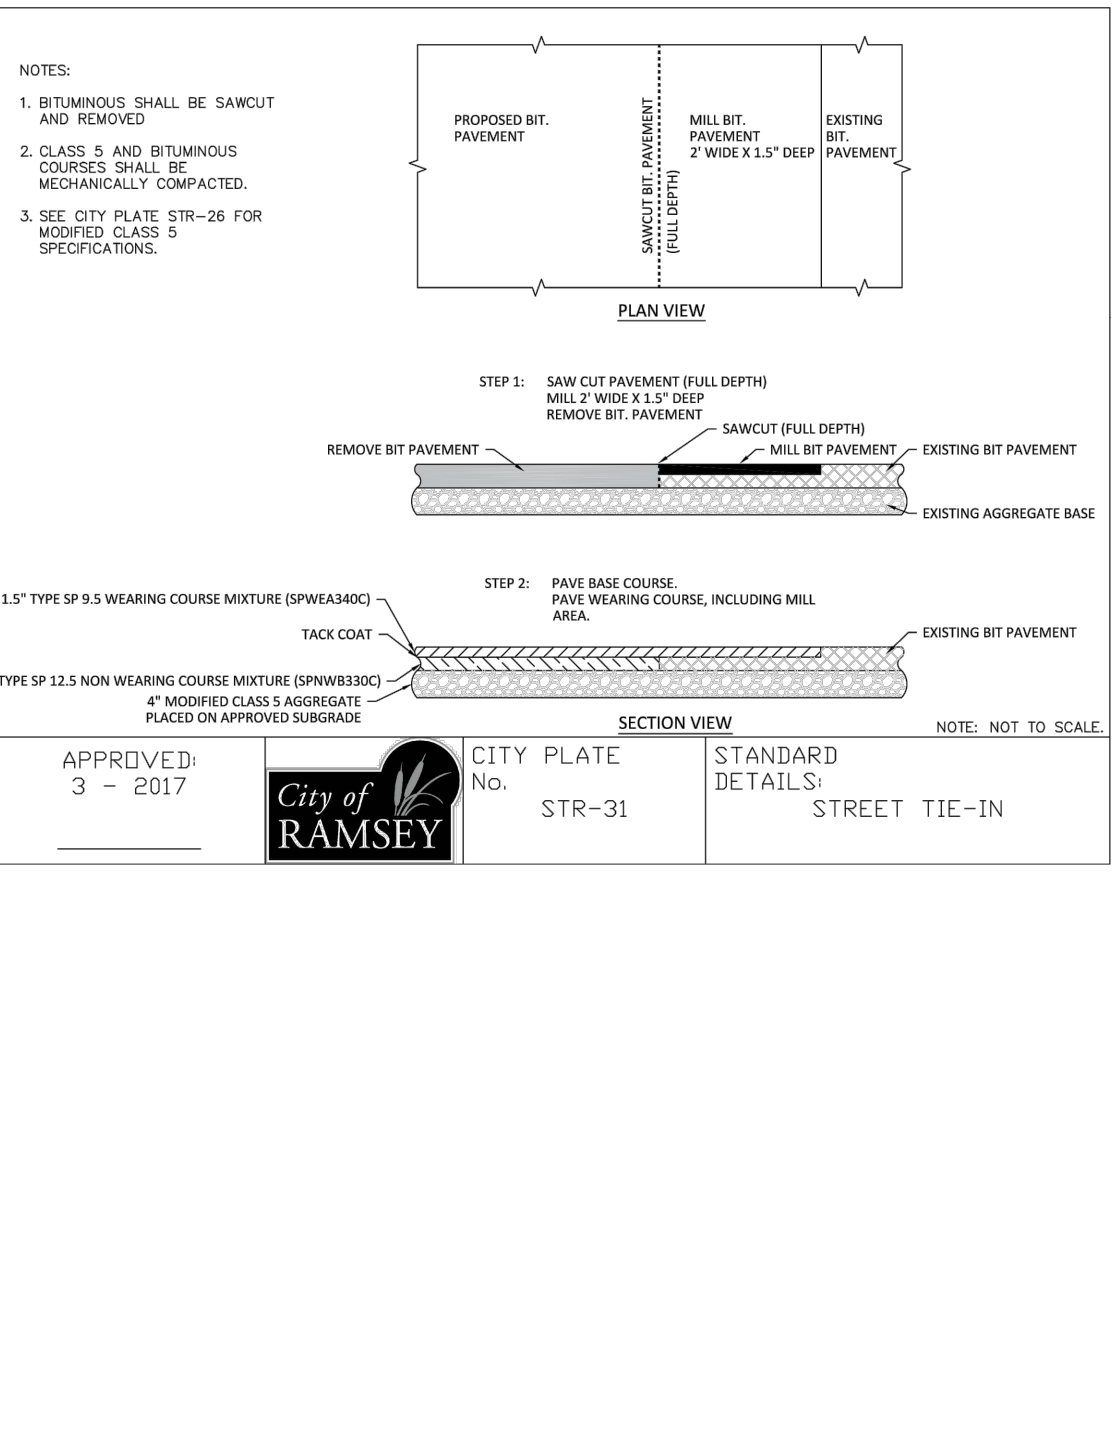 NOTES:
1. BITUMINOUS SHALL BE SAWCUT
AND REMOVED
2. CLASS 5 AND BITUMINOUS
COURSES SHALL BE
MECHANICALLY COMPACTED.
3. SEE CITY PLATE STR-26 FOR
MODIFIED CLASS 5
SPECIFICATIONS.
PROPOSED BIT.
PAVEMENT
SAWCUT BIT. PAVEMENT
(FULL DEPTH)
MILL BIT.
PAVEMENT
2' WIDE X 1.5" DEEP
EXISTING
BIT.
PAVEMENT
PLAN VIEW
STEP 1: SAW CUT PAVEMENT (FULL DEPTH)
MILL 2' WIDE X 1.5" DEEP
REMOVE BIT. PAVEMENT
SAWCUT (FULL DEPTH)
REMOVE BIT PAVEMENT
MILL BIT PAVEMENT
EXISTING BIT PAVEMENT
EXISTING AGGREGATE BASE
STEP 2: PAVE BASE COURSE.
PAVE WEARING COURSE, INCLUDING MILL
AREA.
1.5" TYPE SP 9.5 WEARING COURSE MIXTURE (SPWEA340C)
TACK COAT
EXISTING BIT PAVEMENT
TYPE SP 12.5 NON WEARING COURSE MIXTURE (SPNWB330C)
4" MODIFIED CLASS 5 AGGREGATE
PLACED ON APPROVED SUBGRADE
SECTION VIEW
NOTE: NOT TO SCALE.
APPROVED:
3 - 2017
City of
RAMSEY
CITY PLATE
No.
STR-31
STANDARD
DETAILS:
STREET TIE-IN